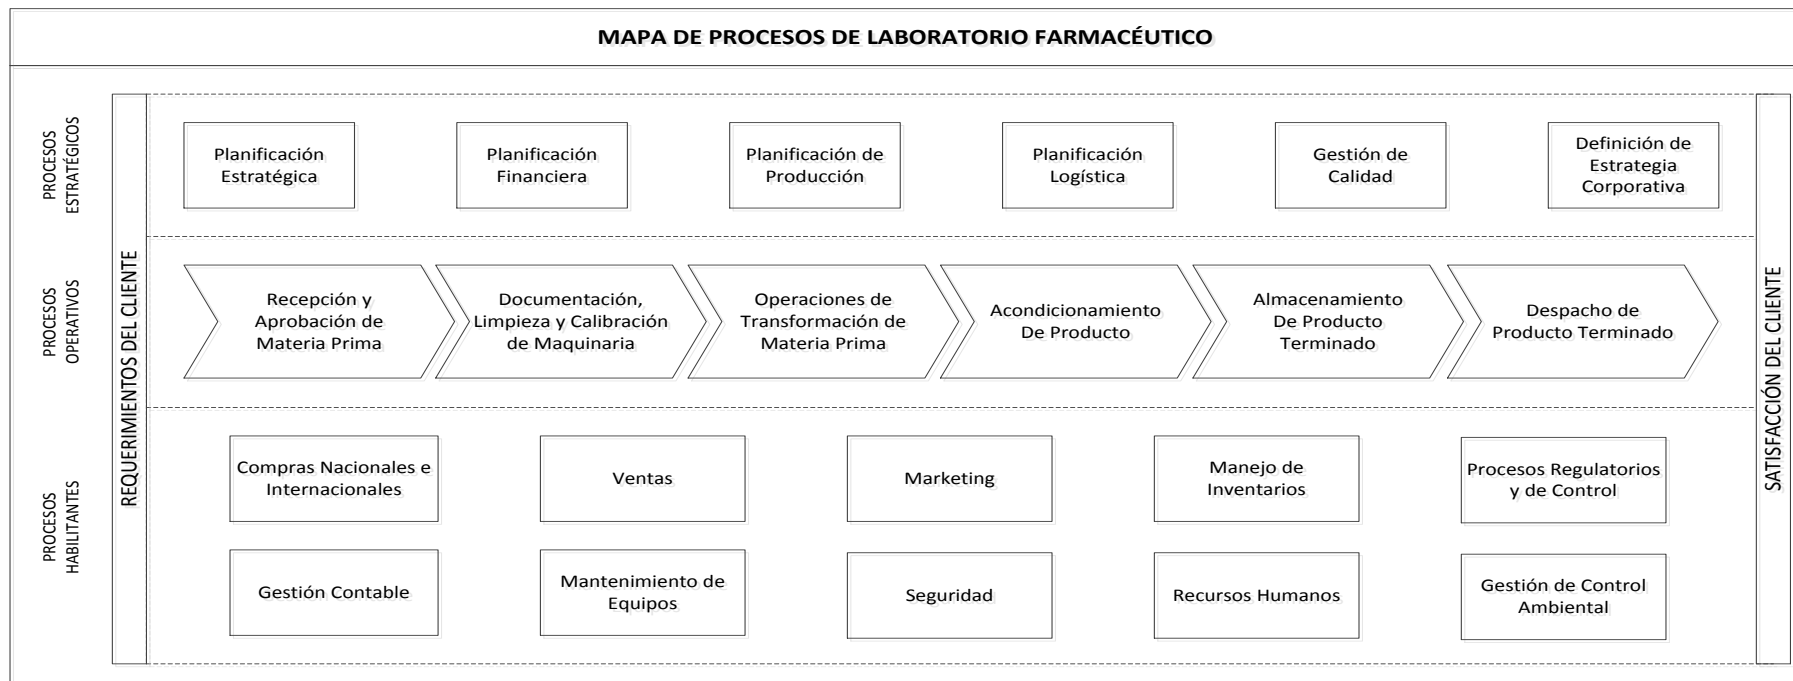 MAPA DE PROCESOS DE LABORATORIO FARMACÉUTICO
PROCESOS
ESTRATÉGICOS
Planificación
Estratégica
Planificación
Financiera
Planificación de
Producción
Planificación
Logística
Gestión de
Calidad
Definición de
Estrategia
Corporativa
REQUERIMIENTOS DEL CLIENTE
PROCESOS
OPERATIVOS
Recepción y
Aprobación de
Materia Prima
Documentación,
Limpieza y Calibración
de Maquinaria
Operaciones de
Transformación de
Materia Prima
Acondicionamiento
De Producto
Almacenamiento
De Producto
Terminado
Despacho de
Producto Terminado
SATISFACCIÓN DEL CLIENTE
PROCESOS
HABILITANTES
Compras Nacionales e
Internacionales
Ventas
Marketing
Manejo de
Inventarios
Procesos Regulatorios
y de Control
Gestión Contable
Mantenimiento de
Equipos
Seguridad
Recursos Humanos
Gestión de Control
Ambiental